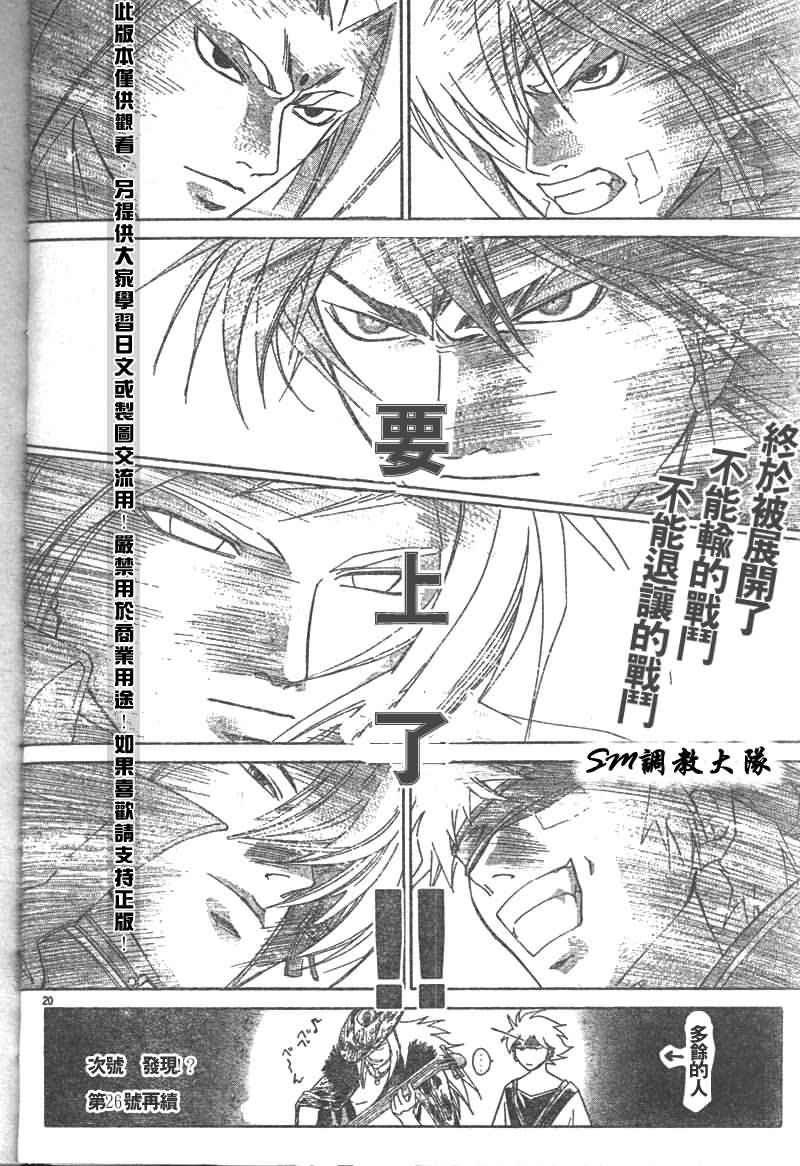 終於被展開了
不能輸的戰鬥
不能退讓的戰鬥
要上了!!
SM調教大隊
此版本僅供觀看，另提供大家學習日文或製圖交流用！嚴禁用於商業用途！如果喜歡請支持正版！
20
多餘的人
←
…
次號 發現!?
第26號再續